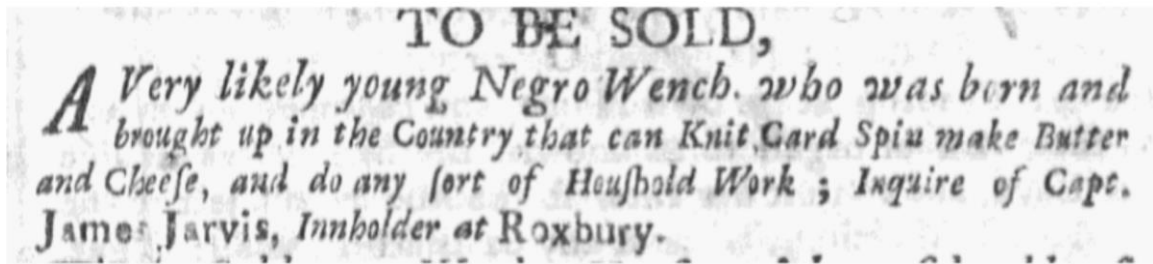 TO BE SOLD,
A Very likely young Negro Wench. who was born and
brought up in the Country that can Knit Card Spin make Butter
and Cheeſe, and do any ſort of Houſhold Work ; Inquire of Capt.
James Jarvis, Innholder at Roxbury.